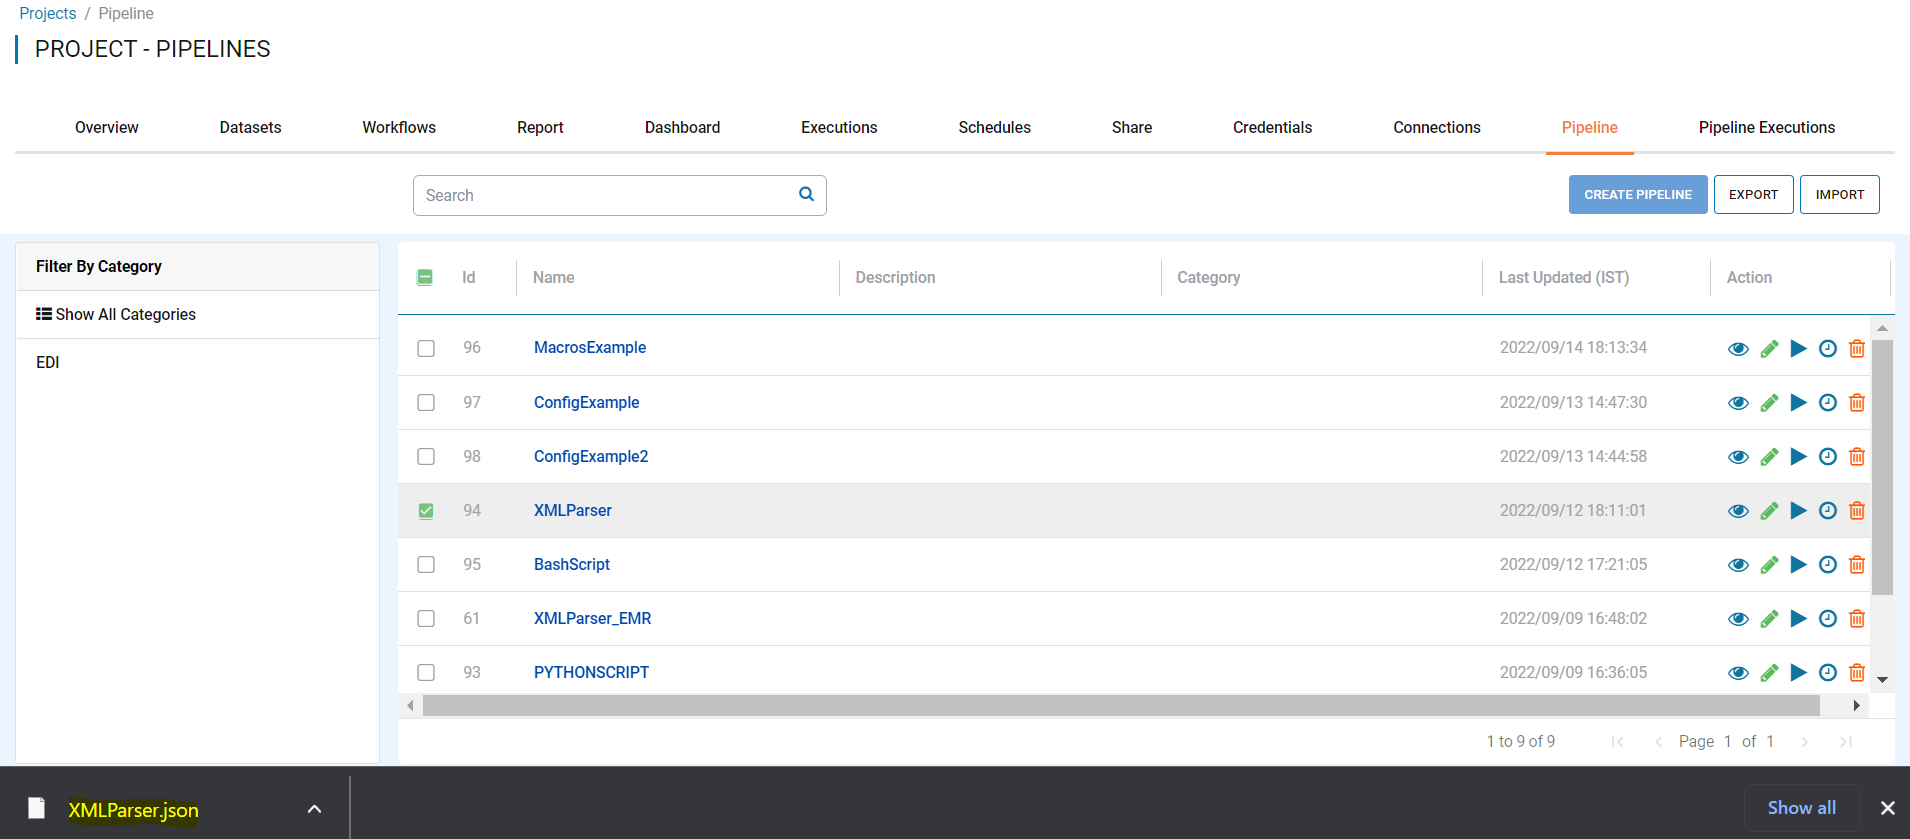 Projects / Pipeline
PROJECT - PIPELINES
Overview Datasets Workflows Report Dashboard Executions Schedules Share Credentials Connections Pipeline Pipeline Executions
Search CREATE PIPELINE EXPORT IMPORT
Filter By Category
Show All Categories
EDI
Id Name Description Category Last Updated (IST) Action
96 MacrosExample 2022/09/14 18:13:34
97 ConfigExample 2022/09/13 14:47:30
98 ConfigExample2 2022/09/13 14:44:58
94 XMLParser 2022/09/12 18:11:01
95 BashScript 2022/09/12 17:21:05
61 XMLParser_EMR 2022/09/09 16:48:02
93 PYTHONSCRIPT 2022/09/09 16:36:05
1 to 9 of 9 Page 1 of 1
XMLParser.json Show all